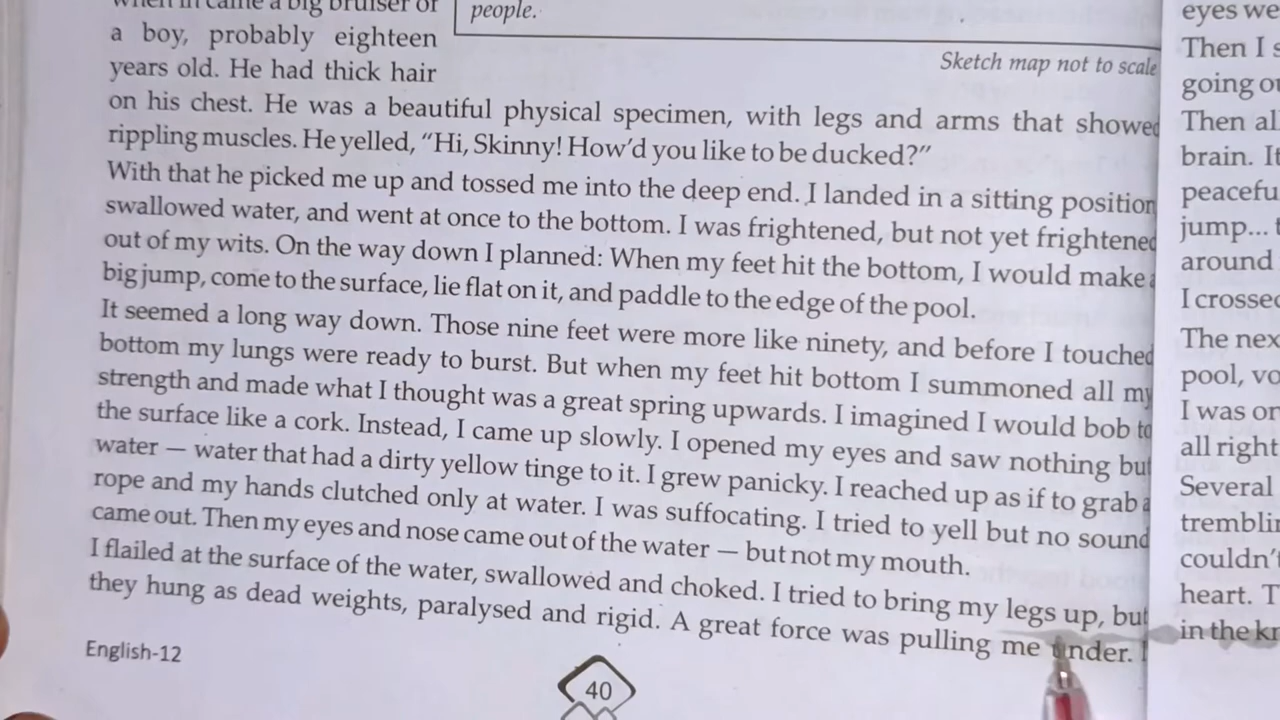 when in came a big bruiser of
a boy, probably eighteen
years old. He had thick hair
people.
Sketch map not to scale
on his chest. He was a beautiful physical specimen, with legs and arms that showed
rippling muscles. He yelled, “Hi, Skinny! How’d you like to be ducked?”
With that he picked me up and tossed me into the deep end. I landed in a sitting position
swallowed water, and went at once to the bottom. I was frightened, but not yet frightened
out of my wits. On the way down I planned: When my feet hit the bottom, I would make a
big jump, come to the surface, lie flat on it, and paddle to the edge of the pool.
It seemed a long way down. Those nine feet were more like ninety, and before I touched
bottom my lungs were ready to burst. But when my feet hit bottom I summoned all my
strength and made what I thought was a great spring upwards. I imagined I would bob to
the surface like a cork. Instead, I came up slowly. I opened my eyes and saw nothing but
water — water that had a dirty yellow tinge to it. I grew panicky. I reached up as if to grab a
rope and my hands clutched only at water. I was suffocating. I tried to yell but no sound
came out. Then my eyes and nose came out of the water — but not my mouth.
I flailed at the surface of the water, swallowed and choked. I tried to bring my legs up, but
they hung as dead weights, paralysed and rigid. A great force was pulling me under. I
English-12
40
eyes we
Then I s
going ou
Then al
brain. It
peacefu
jump... t
around
I crossed
The nex
pool, vo
I was on
all right
Several
tremblin
couldn’t
heart. T
in the kn